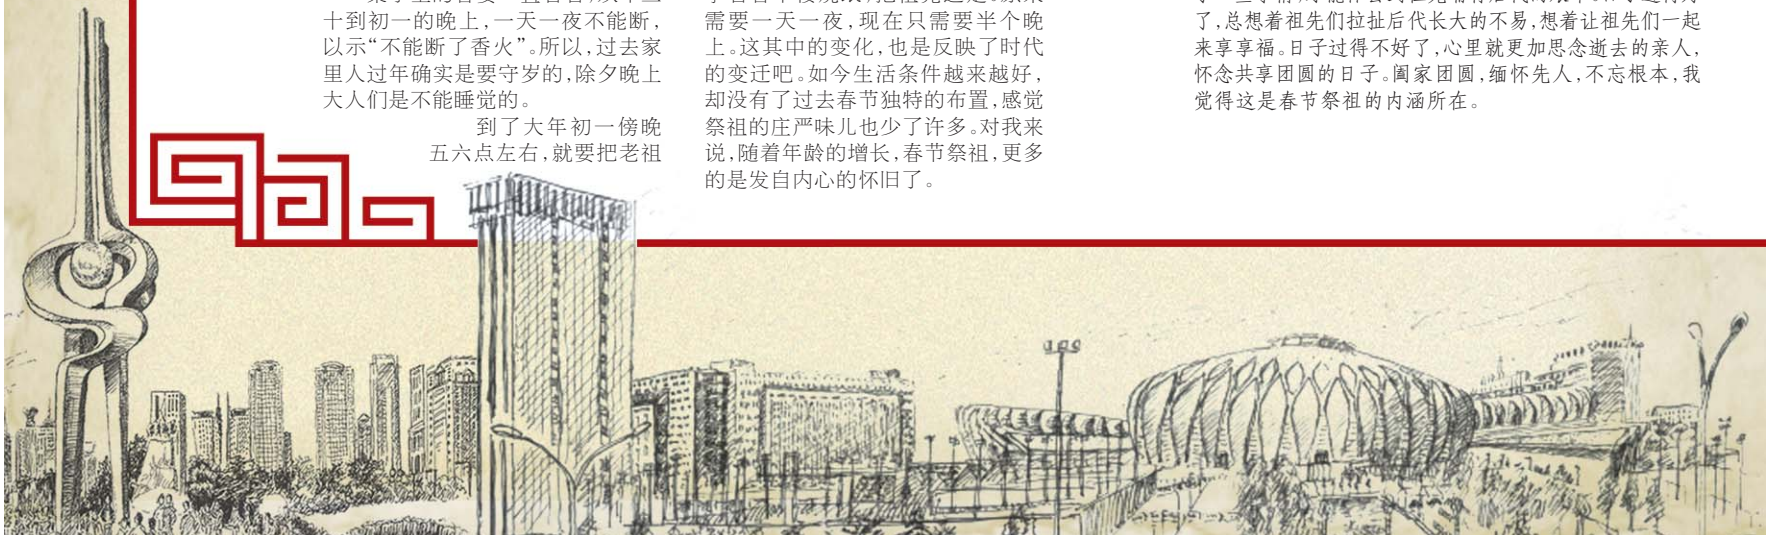 十到初一的晚上，一天一夜不能断，
以示“不能断了香火”。所以，过去家
里人过年确实是要守岁的，除夕晚上
大人们是不能睡觉的。
到了大年初一傍晚
五六点左右，就要把老祖
需要一天一夜，现在只需要半个晚
上。这其中的变化，也是反映了时代
的变迁吧。如今生活条件越来越好，
却没有了过去春节独特的布置，感觉
祭祖的庄严味儿也少了许多。对我来
说，随着年龄的增长，春节祭祖，更多
的是发自内心的怀旧了。
了，总想着祖先们拉扯后代长大的不易，想着让祖先们一起
来享享福。日子过得不好了，心里就更加思念逝去的亲人，
怀念共享团圆的日子。阖家团圆，缅怀先人，不忘根本，我
觉得这是春节祭祖的内涵所在。